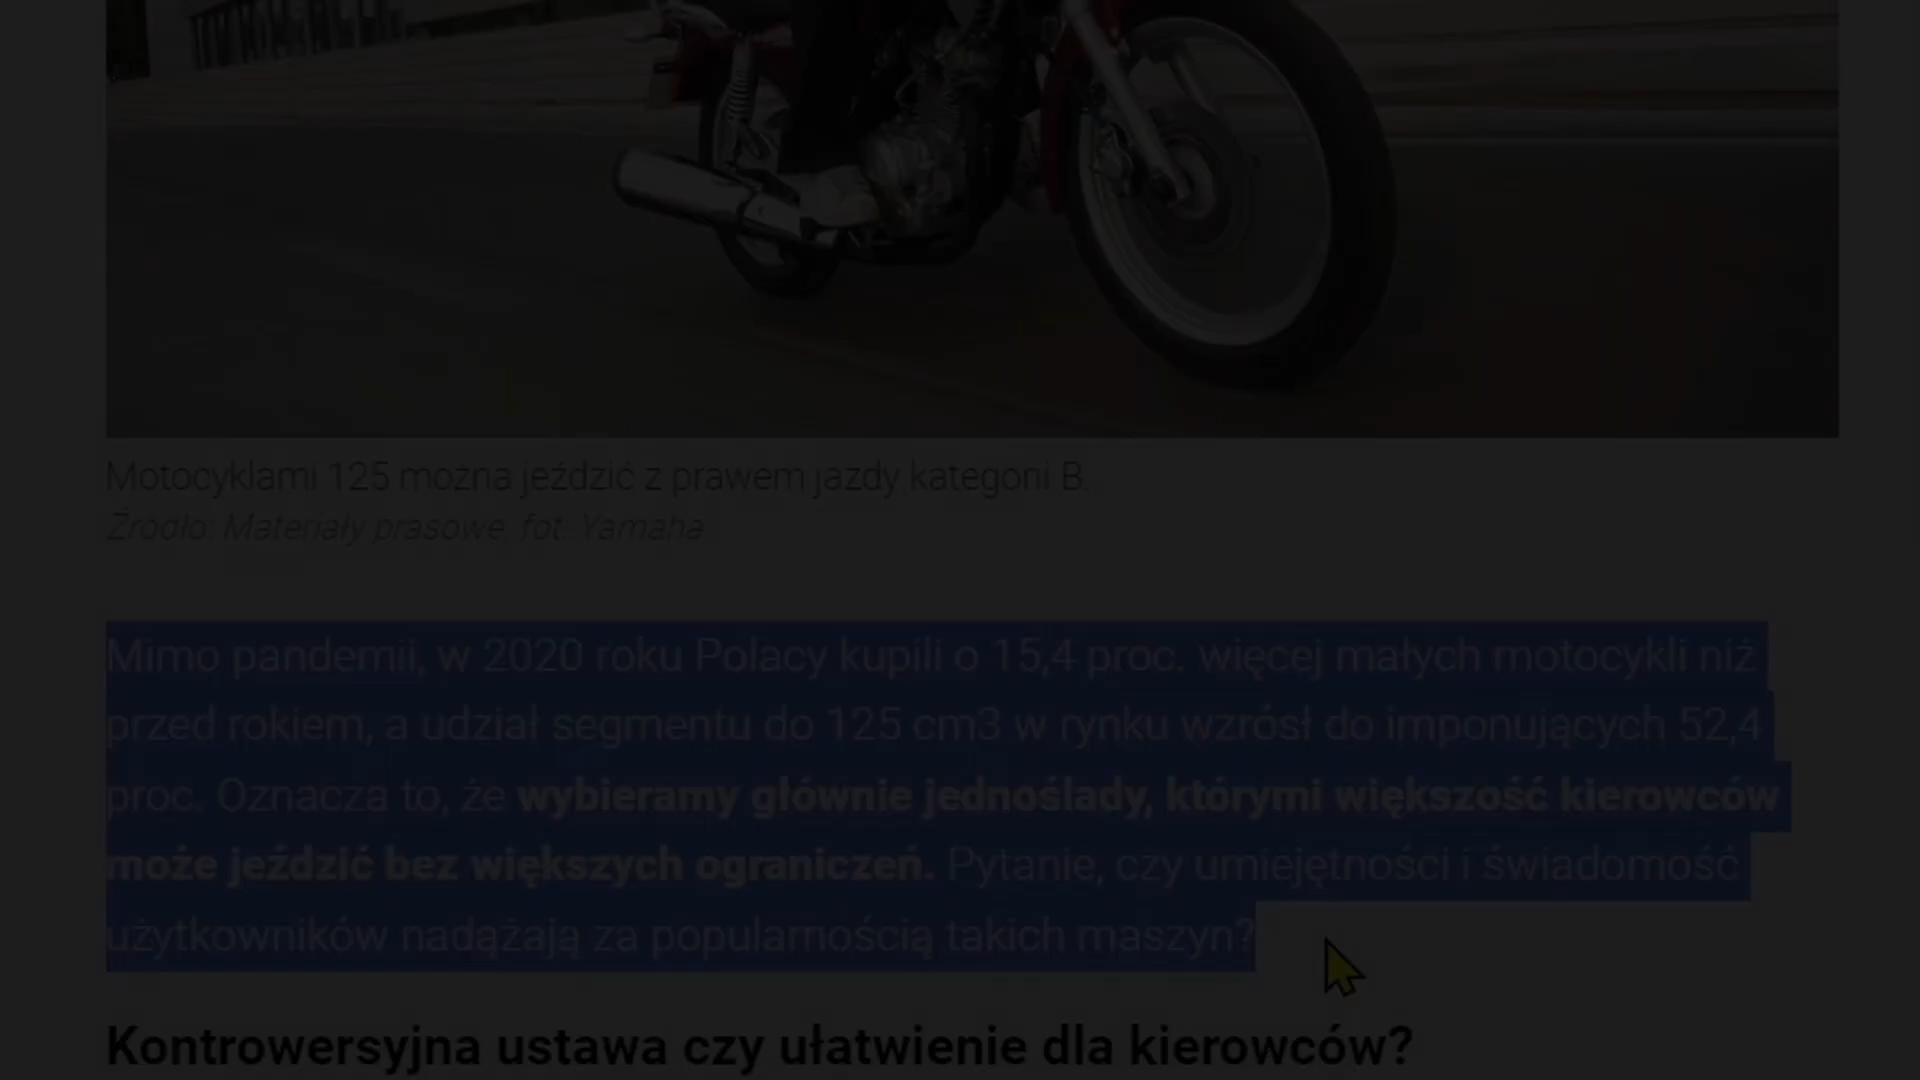 Motocyklami 125 można jeździć z prawem jazdy kategorii B.
Źródło: Materiały prasowe, fot. Yamaha
Mimo pandemii, w 2020 roku Polacy kupili o 15,4 proc. więcej małych motocykli niż
przed rokiem, a udział segmentu do 125 cm3 w rynku wzrósł do imponujących 52,4
proc. Oznacza to, że wybieramy głównie jednoślady, którymi większość kierowców
może jeździć bez większych ograniczeń. Pytanie, czy umiejętności i świadomość
użytkowników nadążają za popularnością takich maszyn?
Kontrowersyjna ustawa czy ułatwienie dla kierowców?